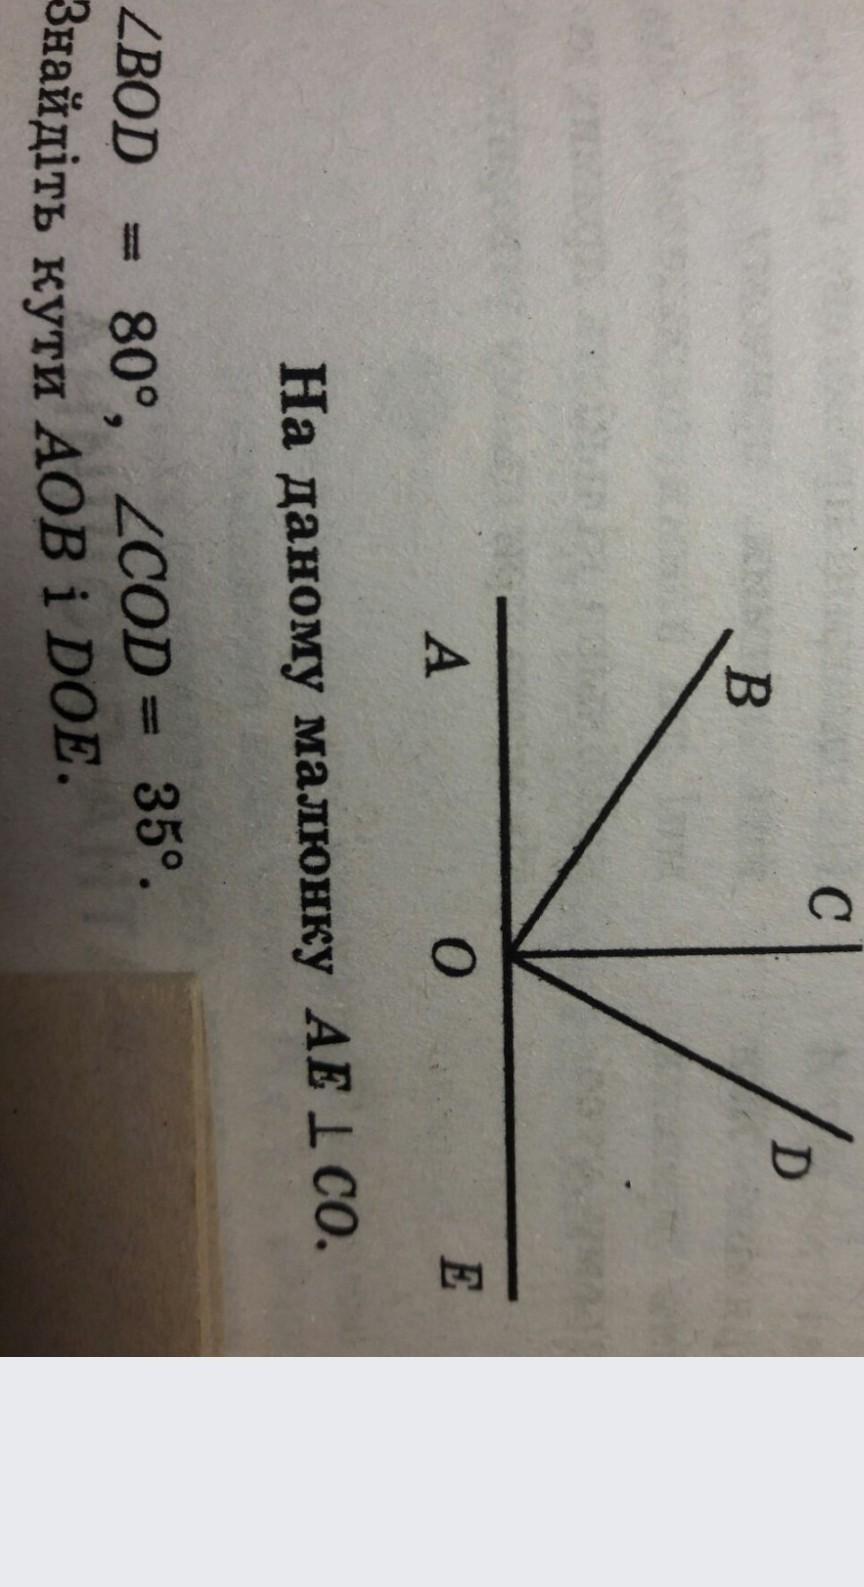 B
C
D
A
O
E
На даному малюнку AE ⊥ CO.
∠BOD = 80°, ∠COD = 35°.
Знайдіть кути AOB і DOE.